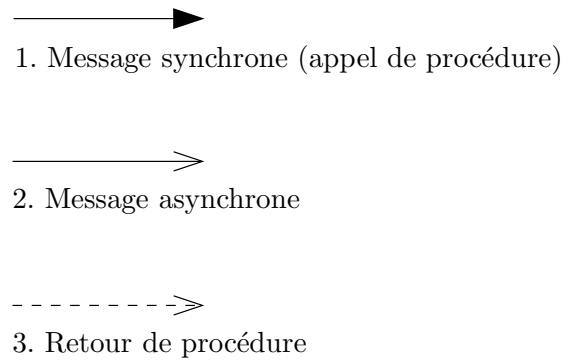 1. Message synchrone (appel de procédure)
2. Message asynchrone
3. Retour de procédure